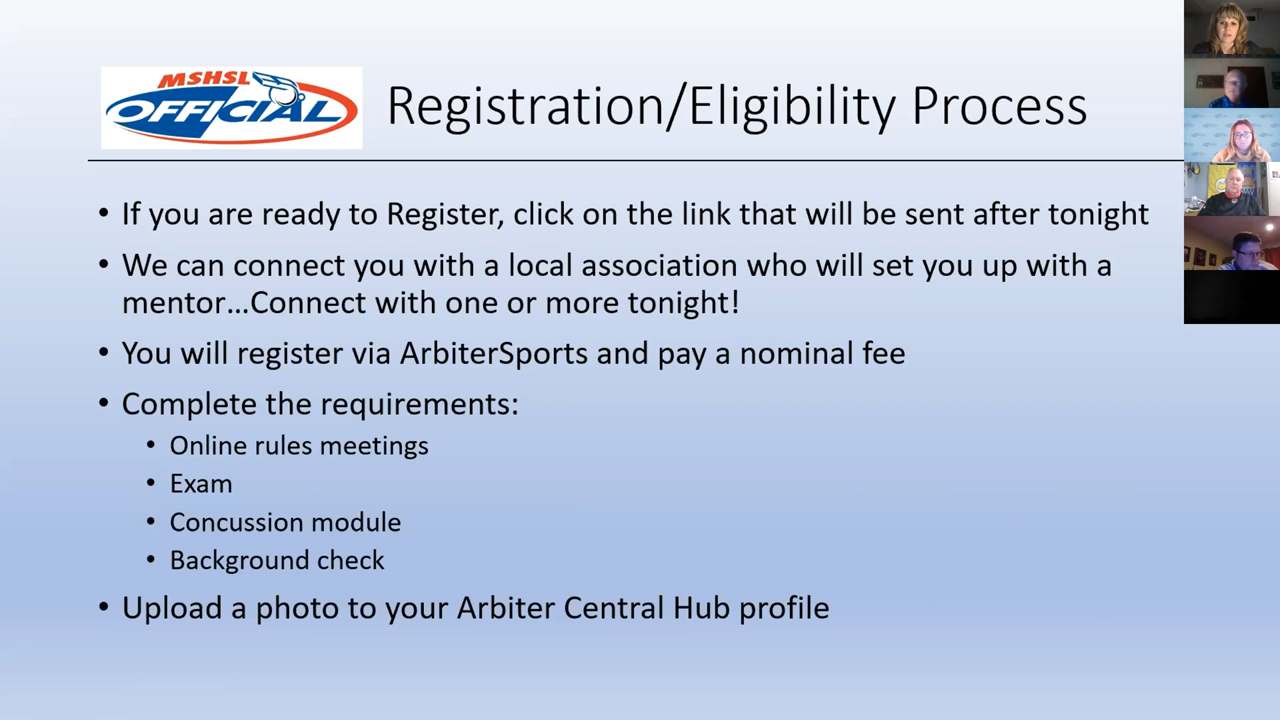 MSHSL
OFFICIAL
Registration/Eligibility Process
• If you are ready to Register, click on the link that will be sent after tonight
• We can connect you with a local association who will set you up with a
mentor...Connect with one or more tonight!
• You will register via ArbiterSports and pay a nominal fee
• Complete the requirements:
• Online rules meetings
• Exam
• Concussion module
• Background check
• Upload a photo to your Arbiter Central Hub profile